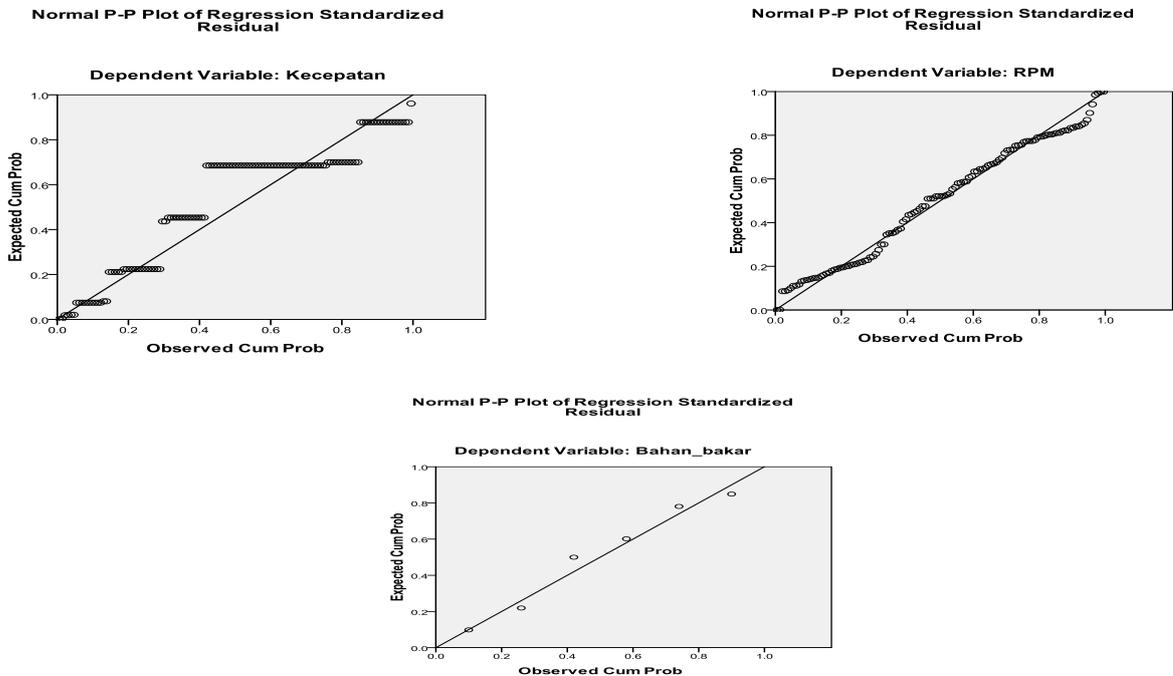 Normal P-P Plot of Regression Standardized
Residual
Dependent Variable: Kecepatan
Expected Cum Prob
1.0
0.8
0.6
0.4
0.2
0.0
0.0 0.2 0.4 0.6 0.8 1.0
Observed Cum Prob
Normal P-P Plot of Regression Standardized
Residual
Dependent Variable: RPM
Expected Cum Prob
1.0
0.8
0.6
0.4
0.2
0.0
0.0 0.2 0.4 0.6 0.8 1.0
Observed Cum Prob
Normal P-P Plot of Regression Standardized
Residual
Dependent Variable: Bahan_bakar
Expected Cum Prob
1.0
0.8
0.6
0.4
0.2
0.0
0.0 0.2 0.4 0.6 0.8 1.0
Observed Cum Prob